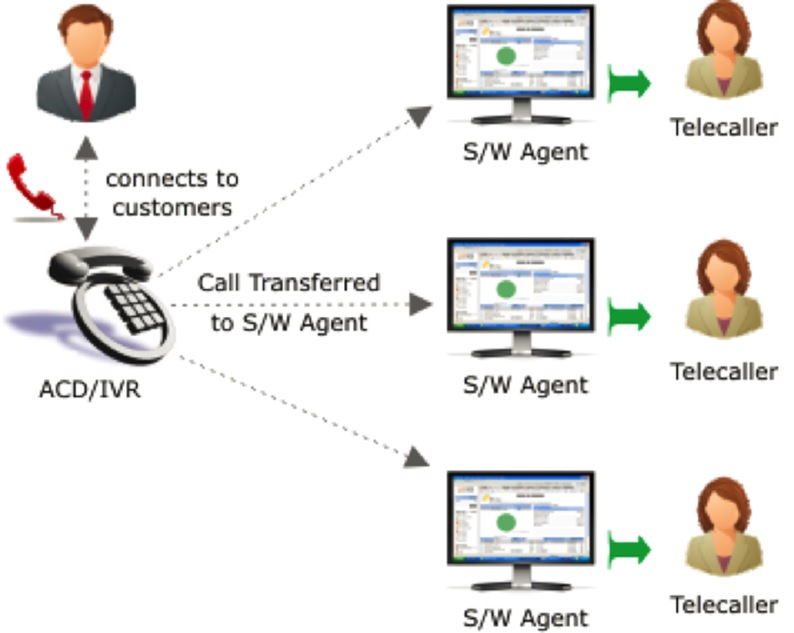 S/W Agent
Telecaller
connects to
customers
Call Transferred
to S/W Agent
ACD/IVR
S/W Agent
Telecaller
S/W Agent
Telecaller